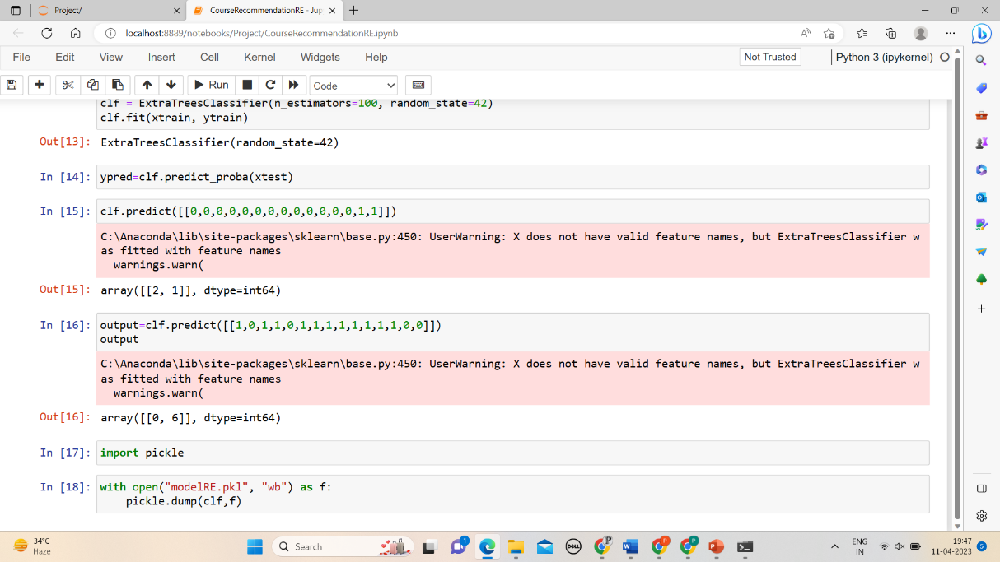 Project/
CourseRecommendationRE - Jup
localhost:8889/notebooks/Project/CourseRecommendationRE.ipynb
File Edit View Insert Cell Kernel Widgets Help
Not Trusted
Python 3 (ipykernel)
Run
Code
clf = ExtraTreesClassifier(n_estimators=100, random_state=42)
clf.fit(xtrain, ytrain)
Out[13]: ExtraTreesClassifier(random_state=42)
In [14]: ypred=clf.predict_proba(xtest)
In [15]: clf.predict([[0,0,0,0,0,0,0,0,0,0,0,0,0,1,1]])
C:\Anaconda\lib\site-packages\sklearn\base.py:450: UserWarning: X does not have valid feature names, but ExtraTreesClassifier w
as fitted with feature names
warnings.warn(
Out[15]: array([[2, 1]], dtype=int64)
In [16]: output=clf.predict([[1,0,1,1,0,1,1,1,1,1,1,1,1,0,0]])
output
C:\Anaconda\lib\site-packages\sklearn\base.py:450: UserWarning: X does not have valid feature names, but ExtraTreesClassifier w
as fitted with feature names
warnings.warn(
Out[16]: array([[0, 6]], dtype=int64)
In [17]: import pickle
In [18]: with open("modelRE.pkl", "wb") as f:
pickle.dump(clf,f)
34°C
Haze
Search
1
DELL
P
W
P
P
P
ENG
IN
19:47
11-04-2023
5